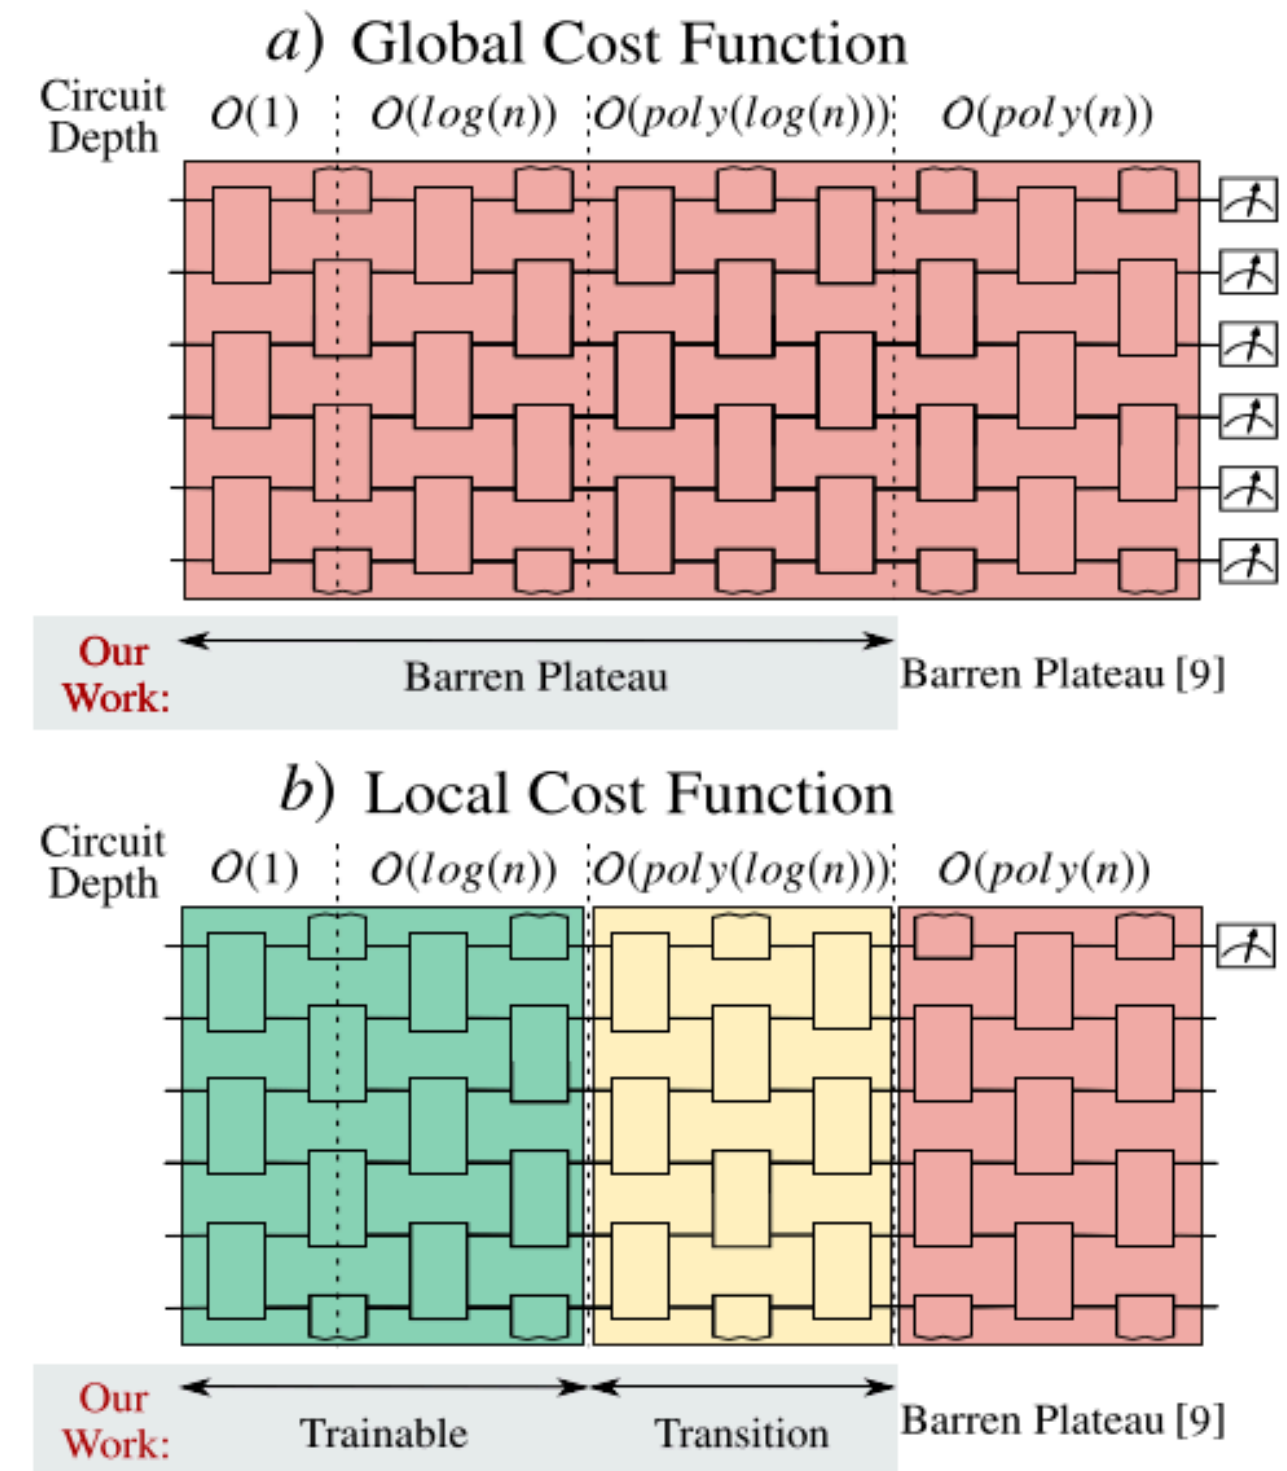 a) Global Cost Function
Circuit Depth
O(1) O(log(n)) O(poly(log(n))) O(poly(n))
Our Work:
Barren Plateau
Barren Plateau [9]
b) Local Cost Function
Circuit Depth
O(1) O(log(n)) O(poly(log(n))) O(poly(n))
Our Work:
Trainable
Transition
Barren Plateau [9]